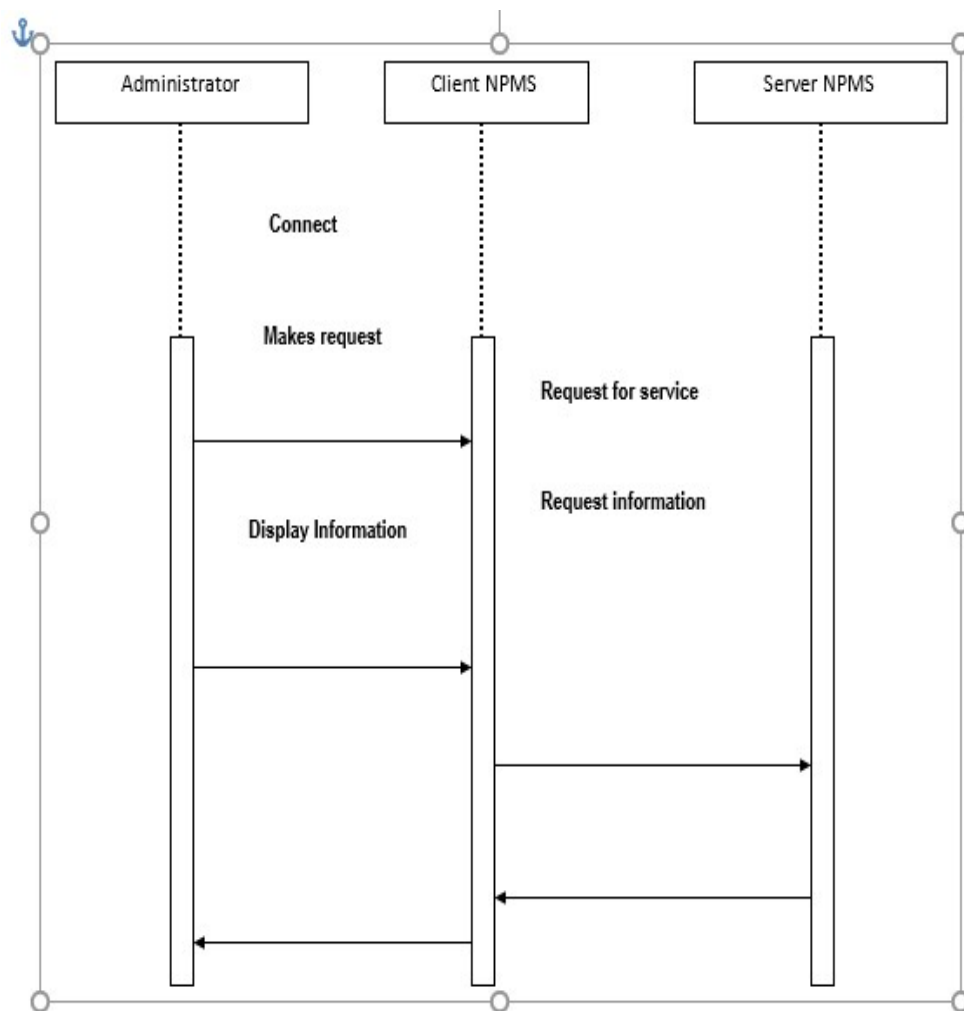 Administrator
Client NPMS
Server NPMS
Connect
Makes request
Request for service
Request information
Display Information